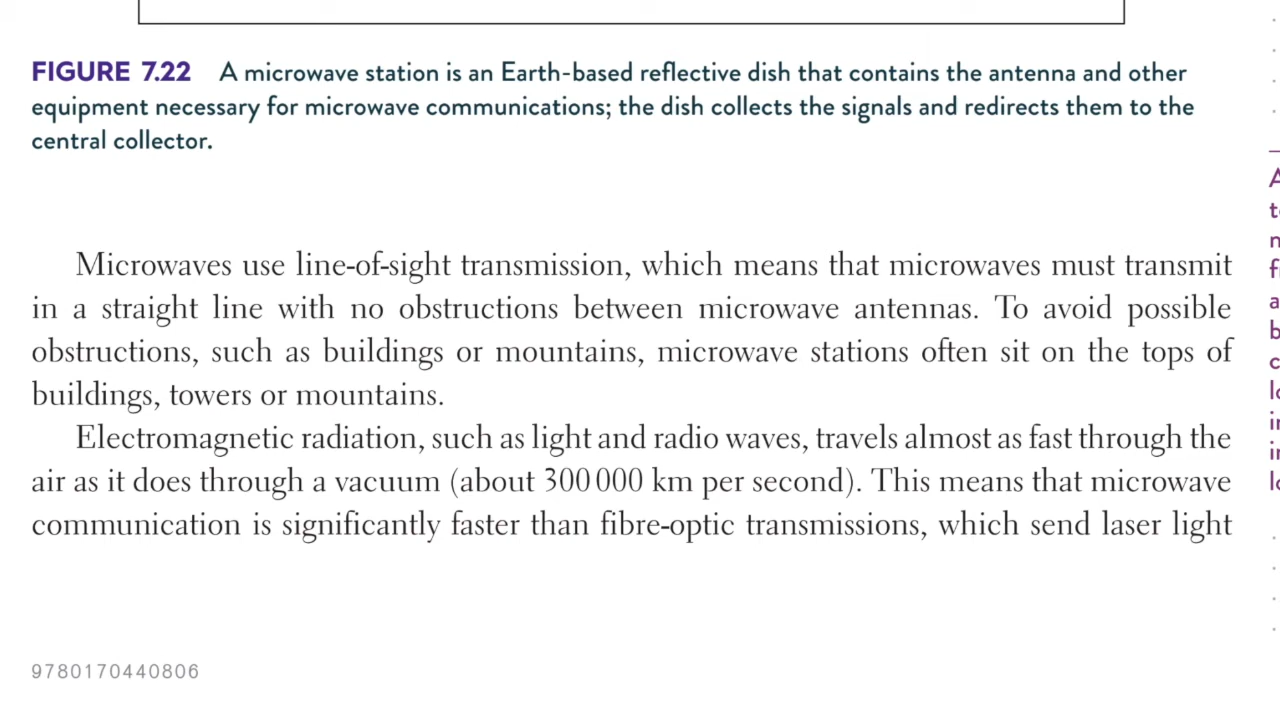 FIGURE 7.22 A microwave station is an Earth-based reflective dish that contains the antenna and other
equipment necessary for microwave communications; the dish collects the signals and redirects them to the
central collector.
Microwaves use line-of-sight transmission, which means that microwaves must transmit
in a straight line with no obstructions between microwave antennas. To avoid possible
obstructions, such as buildings or mountains, microwave stations often sit on the tops of
buildings, towers or mountains.
Electromagnetic radiation, such as light and radio waves, travels almost as fast through the
air as it does through a vacuum (about 300 000 km per second). This means that microwave
communication is significantly faster than fibre-optic transmissions, which send laser light
9780170440806